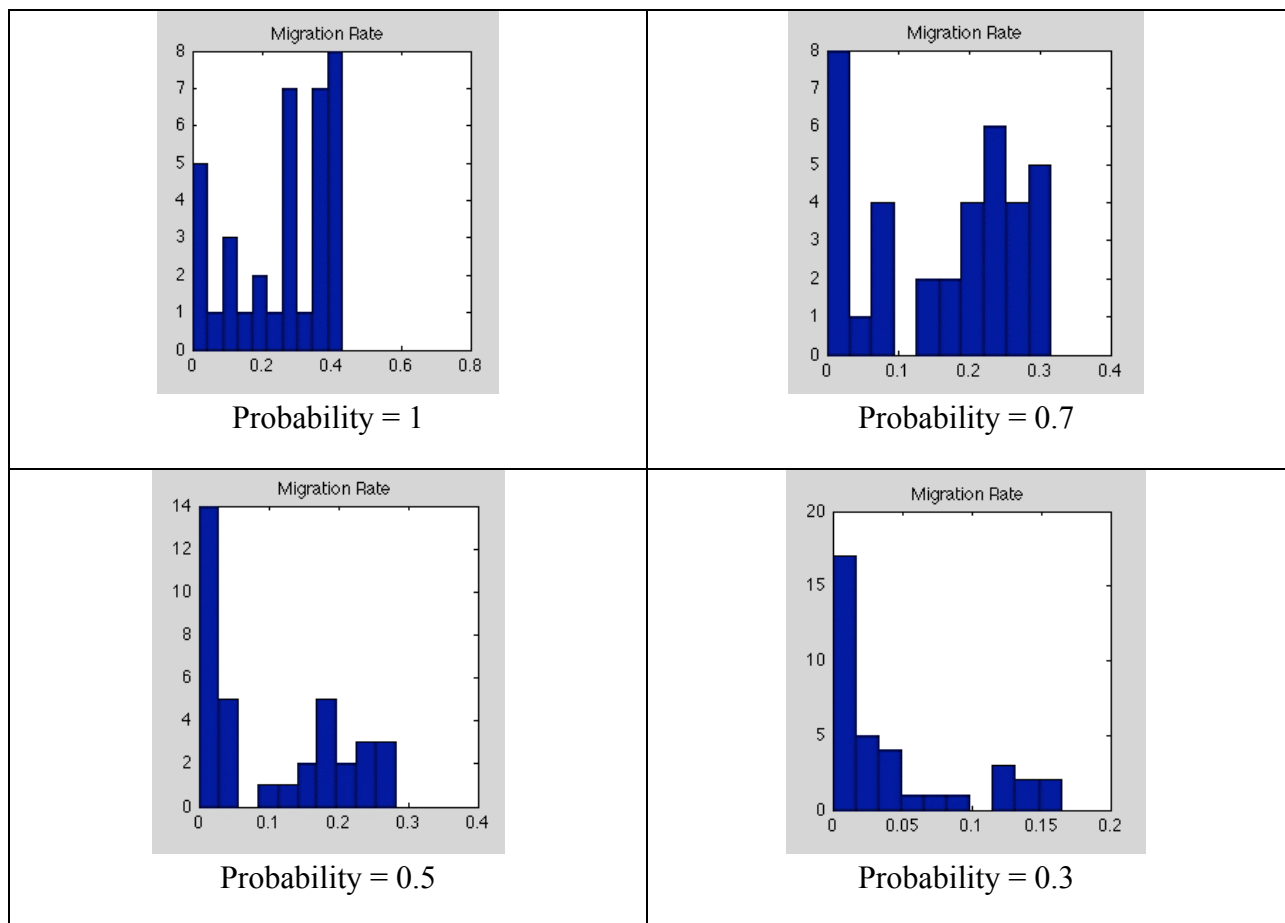 Migration Rate
8
7
6
5
4
3
2
1
0
0 0.2 0.4 0.6 0.8
Probability = 1
Migration Rate
8
7
6
5
4
3
2
1
0
0 0.1 0.2 0.3 0.4
Probability = 0.7
Migration Rate
14
12
10
8
6
4
2
0
0 0.1 0.2 0.3 0.4
Probability = 0.5
Migration Rate
20
15
10
5
0
0 0.05 0.1 0.15 0.2
Probability = 0.3